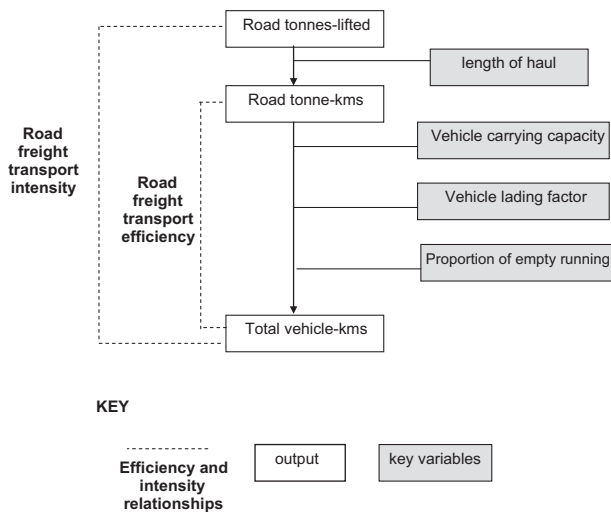 Road tonnes-lifted
length of haul
Road tonne-kms
Road
freight
transport
intensity
Vehicle carrying capacity
Road
freight
transport
efficiency
Vehicle lading factor
Proportion of empty running
Total vehicle-kms
KEY
Efficiency and
intensity
relationships
output
key variables